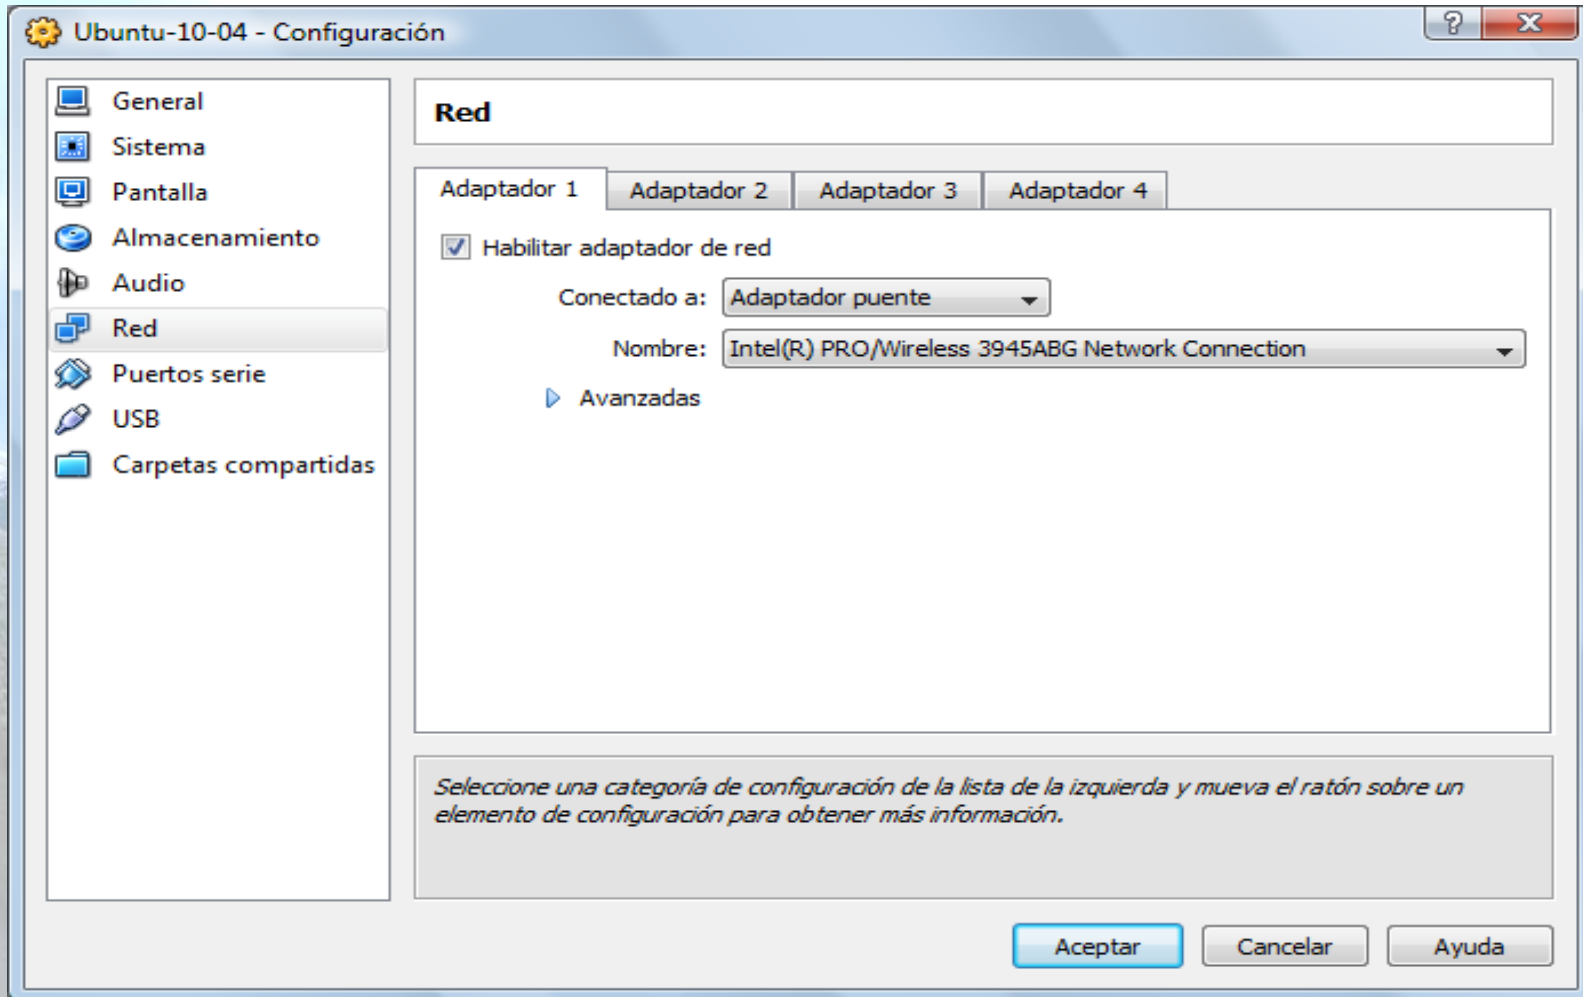 Ubuntu-10-04 - Configuración
?
General
Sistema
Pantalla
Almacenamiento
Audio
Red
Puertos serie
USB
Carpetas compartidas
Red
Adaptador 1 Adaptador 2 Adaptador 3 Adaptador 4
Habilitar adaptador de red
Conectado a: Adaptador puente
Nombre: Intel(R) PRO/Wireless 3945ABG Network Connection
Avanzadas
Seleccione una categoría de configuración de la lista de la izquierda y mueva el ratón sobre un
elemento de configuración para obtener más información.
Aceptar Cancelar Ayuda